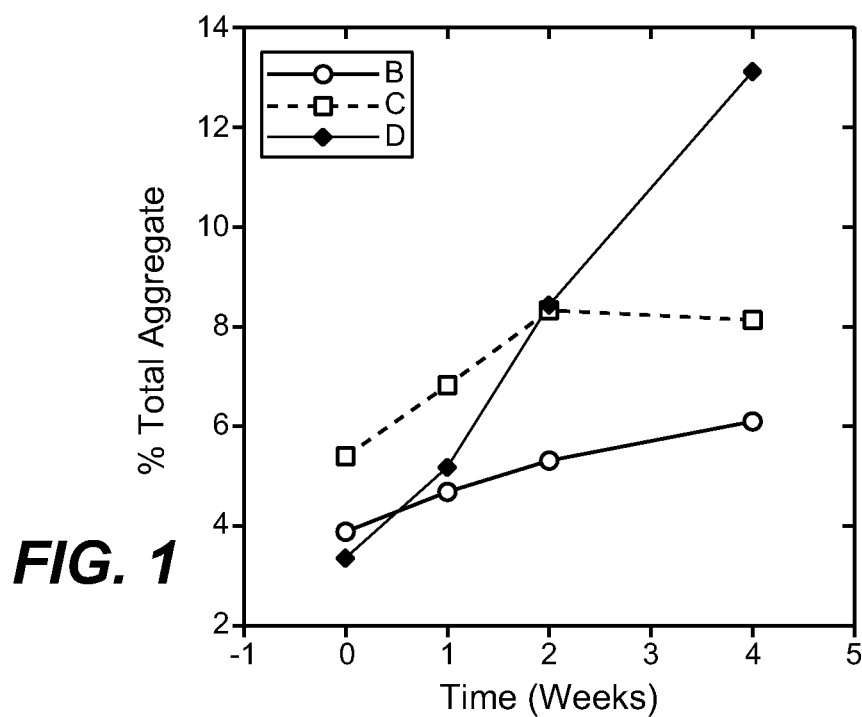 14
12
10
8
6
4
2
% Total Aggregate
B
C
D
FIG. 1
-1 0 1 2 3 4 5
Time (Weeks)